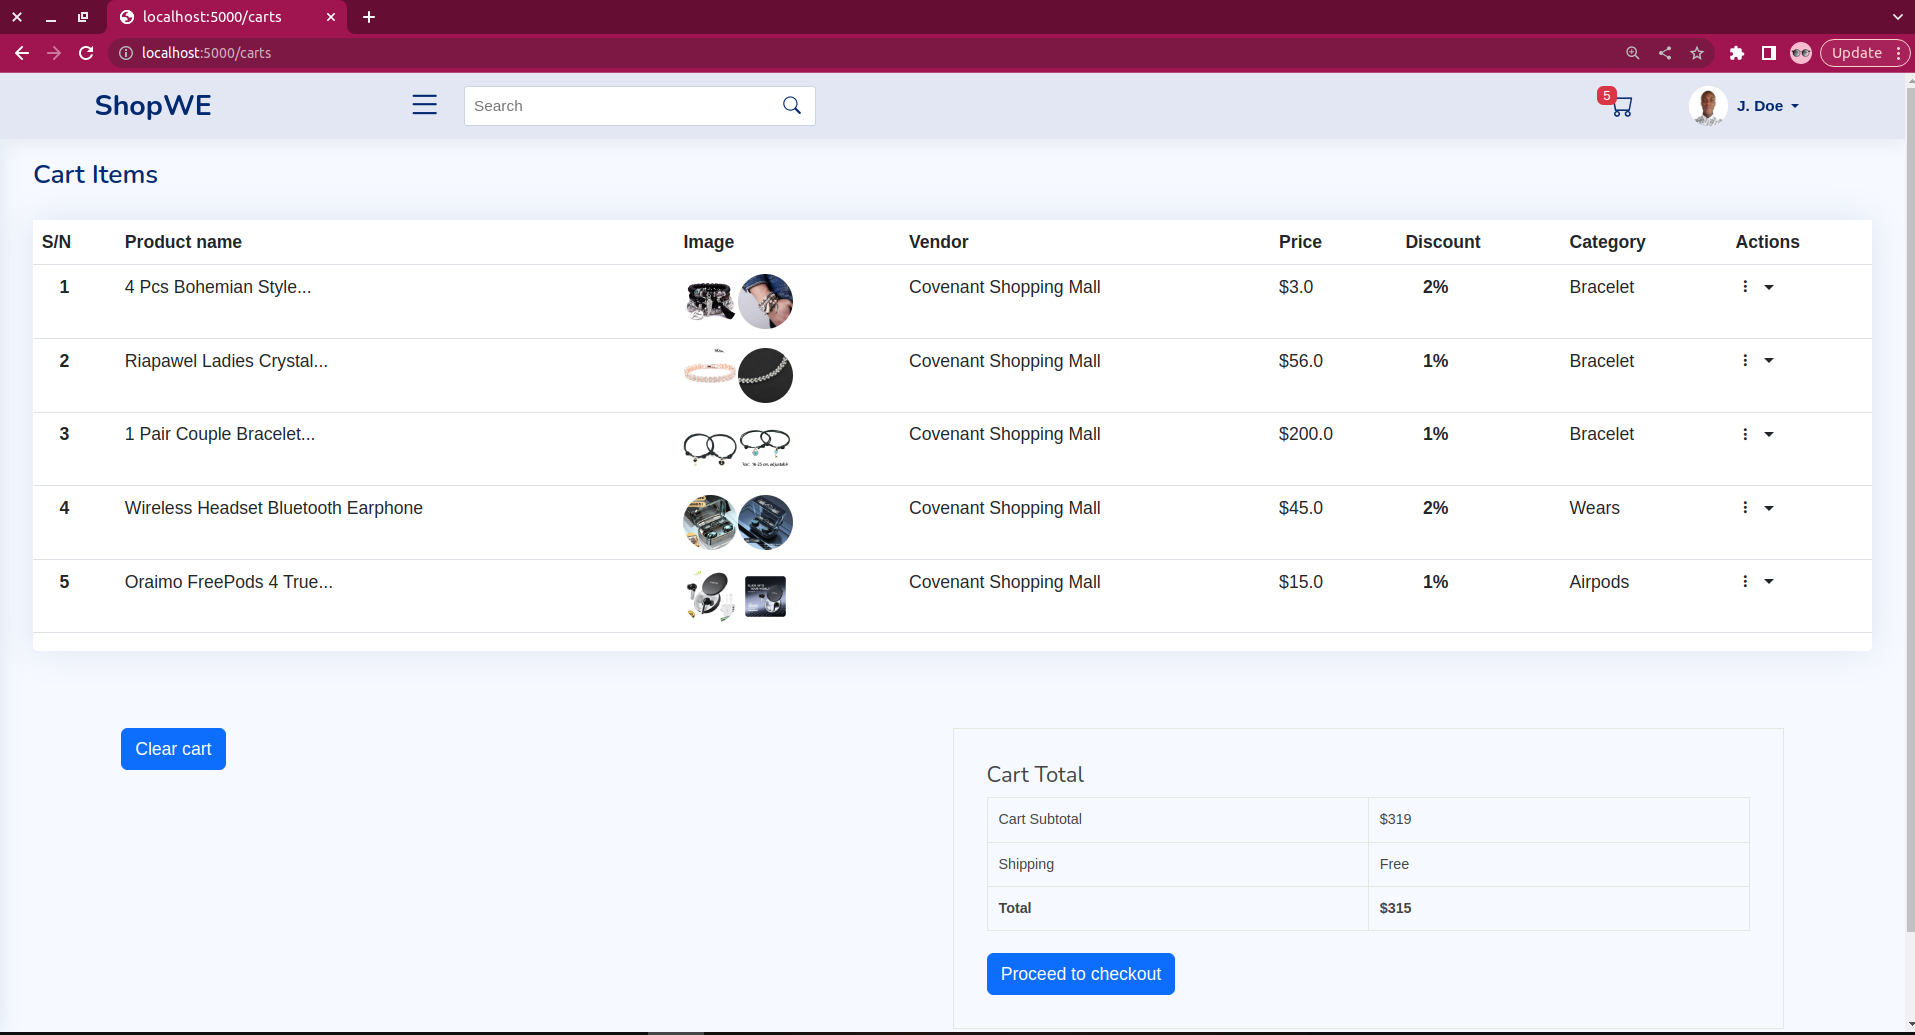 localhost:5000/carts
localhost:5000/carts
Update
ShopWE
Search
5
J. Doe
Cart Items
S/N Product name Image Vendor Price Discount Category Actions
1 4 Pcs Bohemian Style... Covenant Shopping Mall $3.0 2% Bracelet
2 Riapawel Ladies Crystal... Covenant Shopping Mall $56.0 1% Bracelet
3 1 Pair Couple Bracelet... Covenant Shopping Mall $200.0 1% Bracelet
4 Wireless Headset Bluetooth Earphone Covenant Shopping Mall $45.0 2% Wears
5 Oraimo FreePods 4 True... Covenant Shopping Mall $15.0 1% Airpods
Clear cart
Cart Total
Cart Subtotal $319
Shipping Free
Total $315
Proceed to checkout